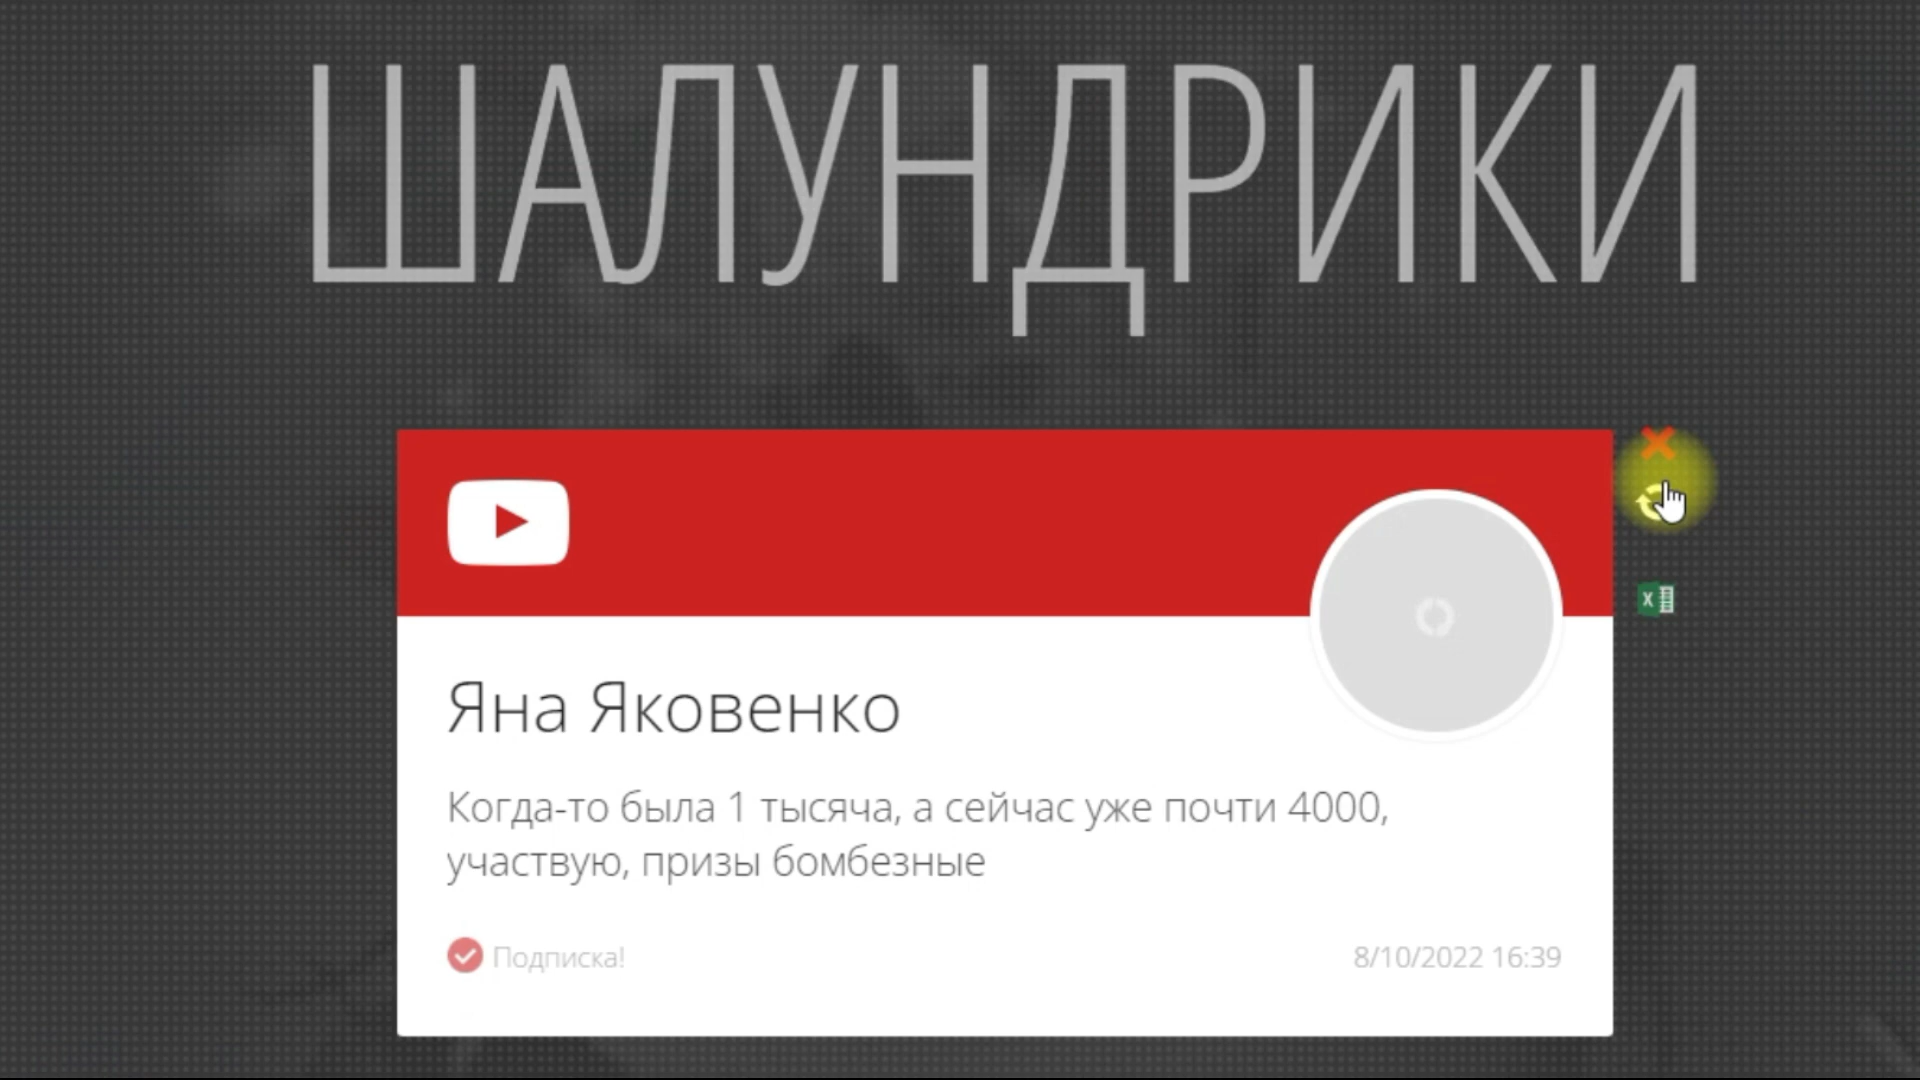 ШАЛУНДРИКИ
Яна Яковенко
Когда-то была 1 тысяча, а сейчас уже почти 4000,
участвую, призы бомбезные
Подписка!
8/10/2022 16:39